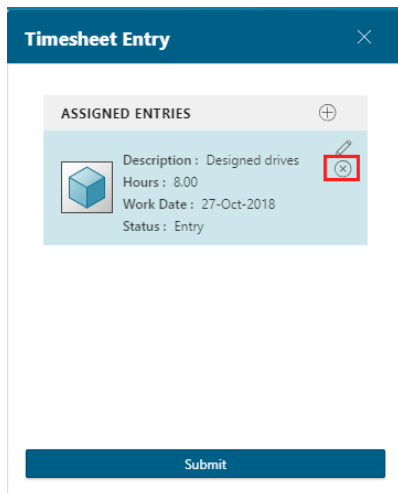 Timesheet Entry
ASSIGNED ENTRIES
Description : Designed drives
Hours : 8.00
Work Date : 27-Oct-2018
Status : Entry
Submit